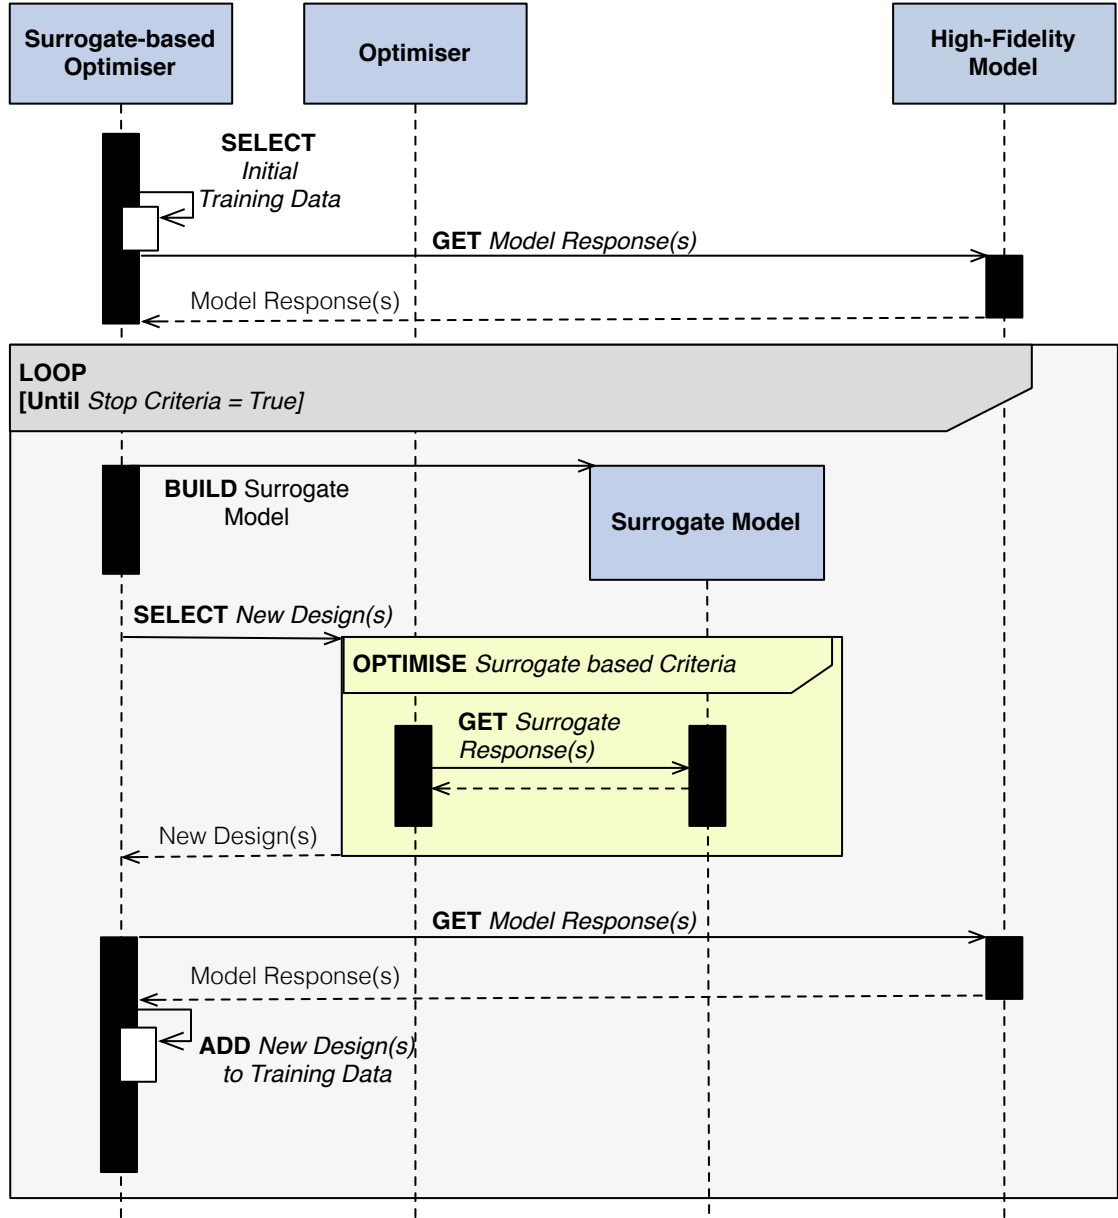 Surrogate-based
Optimiser
Optimiser
High-Fidelity
Model
SELECT
Initial
Training Data
GET Model Response(s)
Model Response(s)
LOOP
[Until Stop Criteria = True]
BUILD Surrogate
Model
Surrogate Model
SELECT New Design(s)
OPTIMISE Surrogate based Criteria
GET Surrogate
Response(s)
New Design(s)
GET Model Response(s)
Model Response(s)
ADD New Design(s)
to Training Data